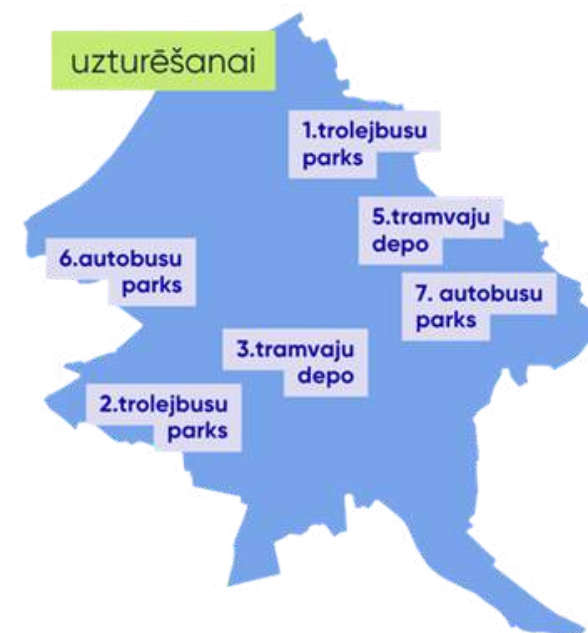 uzturēšanai
1.trolejbusu
parks
5.tramvaju
depo
6.autobusu
parks
7. autobusu
parks
3.tramvaju
depo
2.trolejbusu
parks